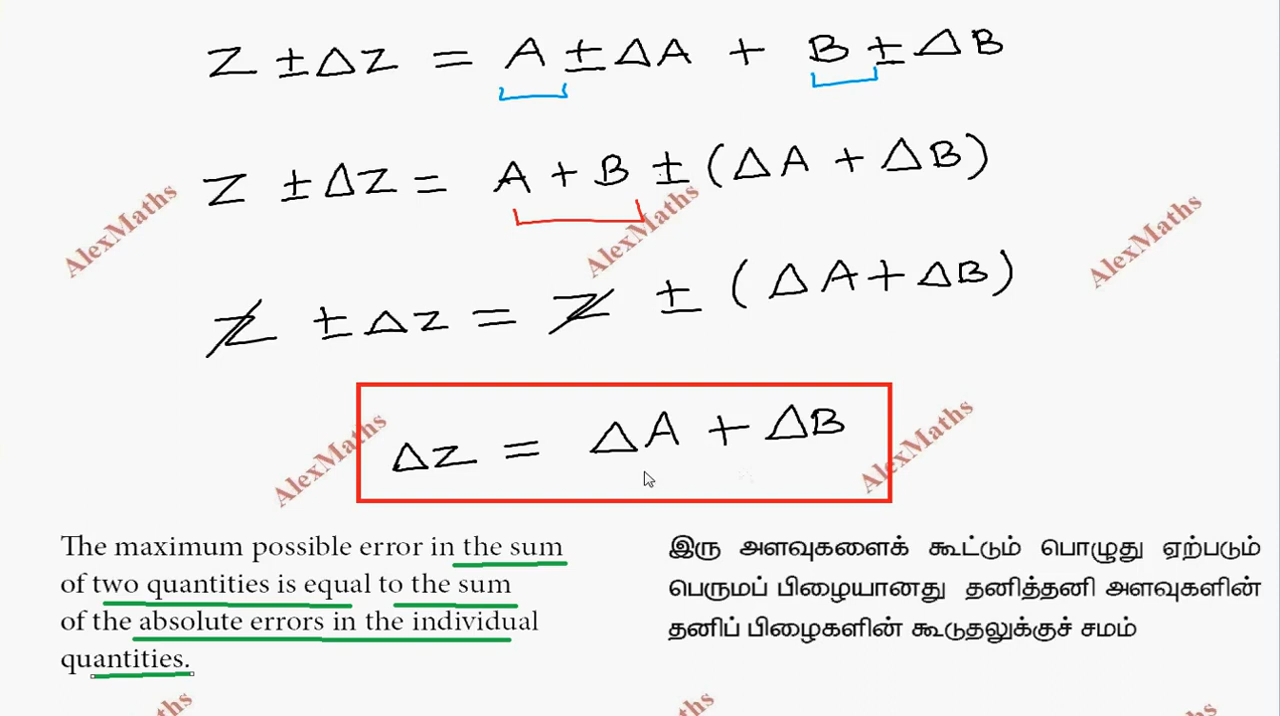 Z ± ΔZ = A ± ΔA + B ± ΔB
Z ± ΔZ = A + B ± (ΔA + ΔB)
AlexMaths
AlexMaths
AlexMaths
Z ± ΔZ = Z ± (ΔA + ΔB)
ΔZ = ΔA + ΔB
AlexMaths
AlexMaths
The maximum possible error in the sum
of two quantities is equal to the sum
of the absolute errors in the individual
quantities.
இரு அளவுகளைக் கூட்டும் பொழுது ஏற்படும்
பெருமப் பிழையானது தனித்தனி அளவுகளின்
தனிப் பிழைகளின் கூடுதலுக்குச் சமம்